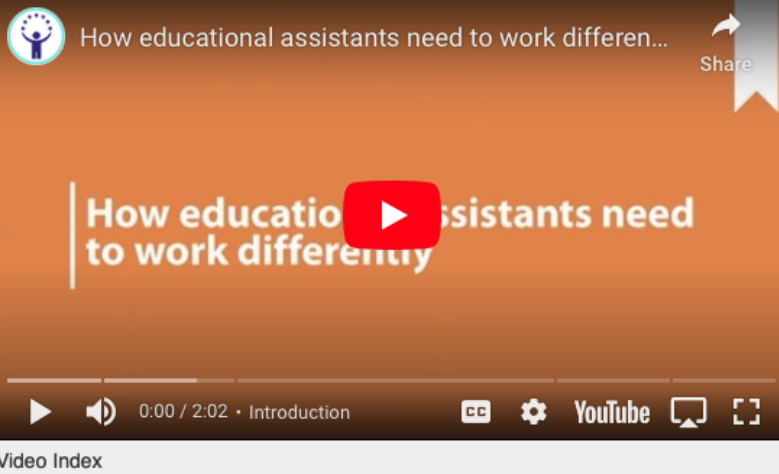 How educational assistants need to work differen...
Share
How educatio ssistants need
to work differently
0:00 / 2:02 • Introduction
CC
YouTube
Video Index